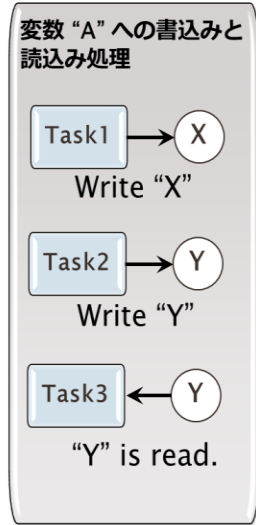 変数 “A” への書込みと
読込み処理
Task1
X
Write “X”
Task2
Y
Write “Y”
Task3
Y
“Y” is read.